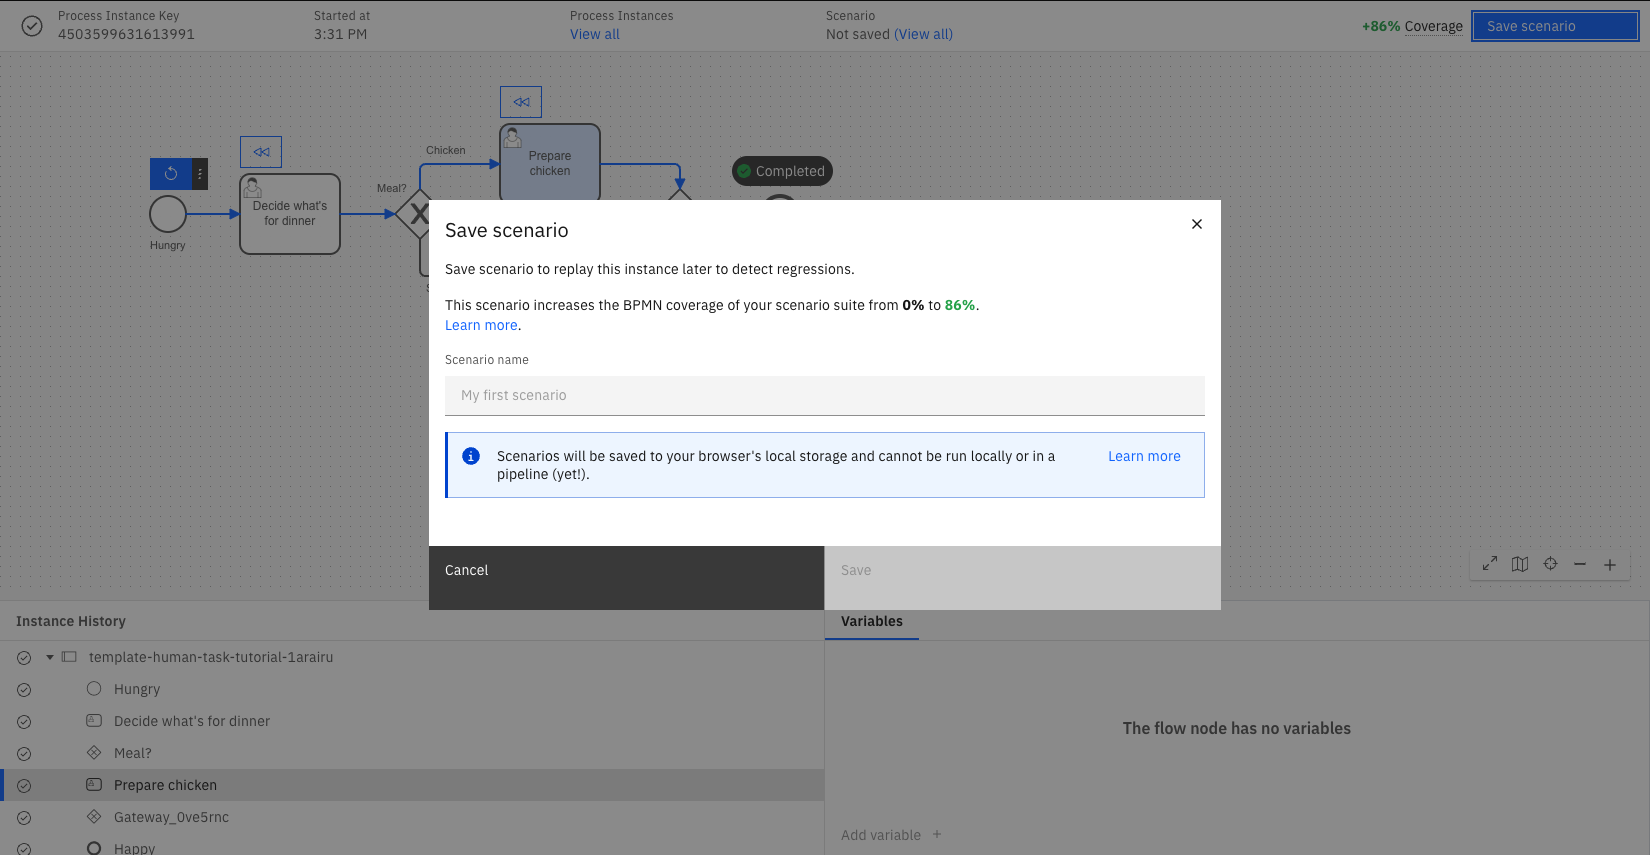 Process Instance Key
4503599631613991
Started at
3:31 PM
Process Instances
View all
Scenario
Not saved (View all)
+86% Coverage
Save scenario
Chicken
Prepare
chicken
Completed
Meal?
Decide what's
for dinner
X
Hungry
Save scenario
Save scenario to replay this instance later to detect regressions.
This scenario increases the BPMN coverage of your scenario suite from 0% to 86%.
Learn more.
Scenario name
My first scenario
Scenarios will be saved to your browser's local storage and cannot be run locally or in a
pipeline (yet!).
Learn more
Cancel
Save
Instance History
template-human-task-tutorial-1arairu
Hungry
Decide what's for dinner
Meal?
Prepare chicken
Gateway_0ve5rnc
Happy
Variables
The flow node has no variables
Add variable +